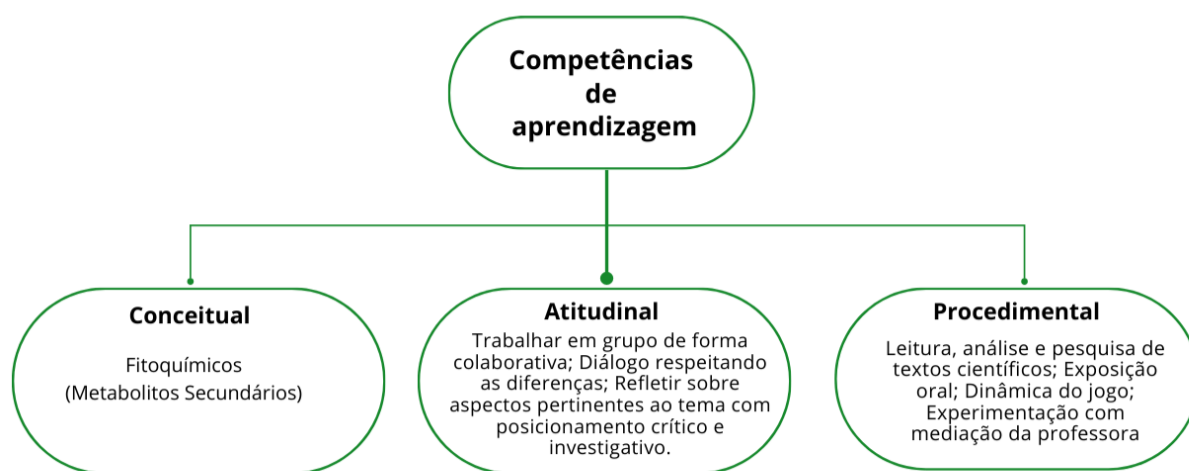 Competências
de
aprendizagem
Conceitual
Fitoquímicos
(Metabolitos Secundários)
Atitudinal
Trabalhar em grupo de forma
colaborativa; Diálogo respeitando
as diferenças; Refletir sobre
aspectos pertinentes ao tema com
posicionamento crítico e
investigativo.
Procedimental
Leitura, análise e pesquisa de
textos científicos; Exposição
oral; Dinâmica do jogo;
Experimentação com
mediação da professora